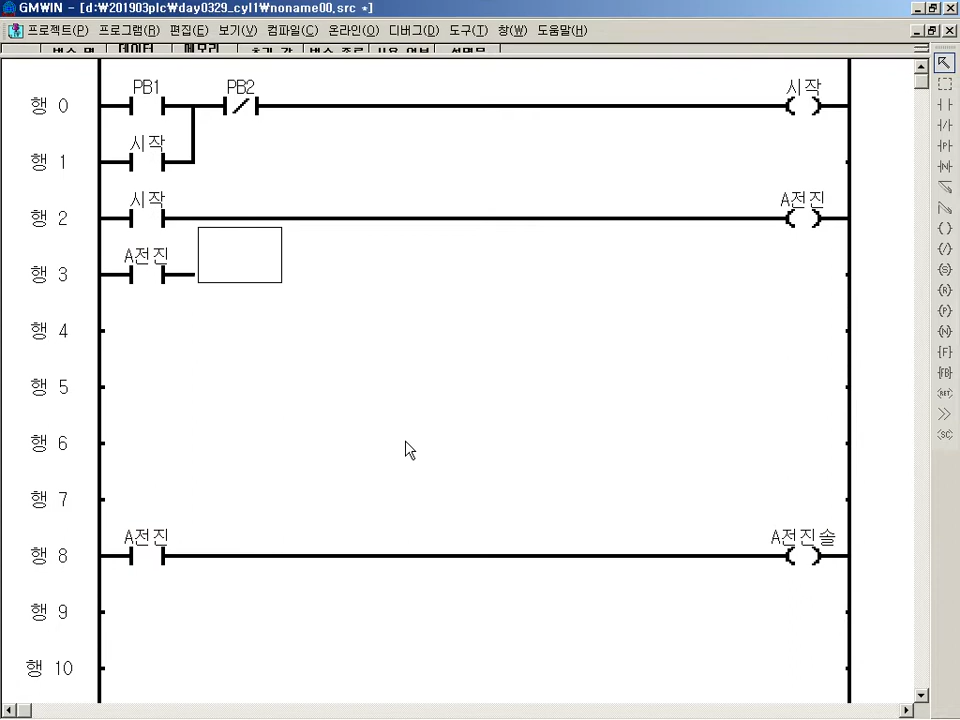 GMWIN - [d:₩201903plc₩day0329_cyl1₩noname00.src *]
프로젝트(P) 프로그램(R) 편집(E) 보기(V) 컴파일(C) 온라인(O) 디버그(D) 도구(T) 창(W) 도움말(H)
PB1 PB2 시작
행 0
시작
행 1
시작 A전진
행 2
A전진
행 3
행 4
행 5
행 6
행 7
A전진 A전진솔
행 8
행 9
행 10